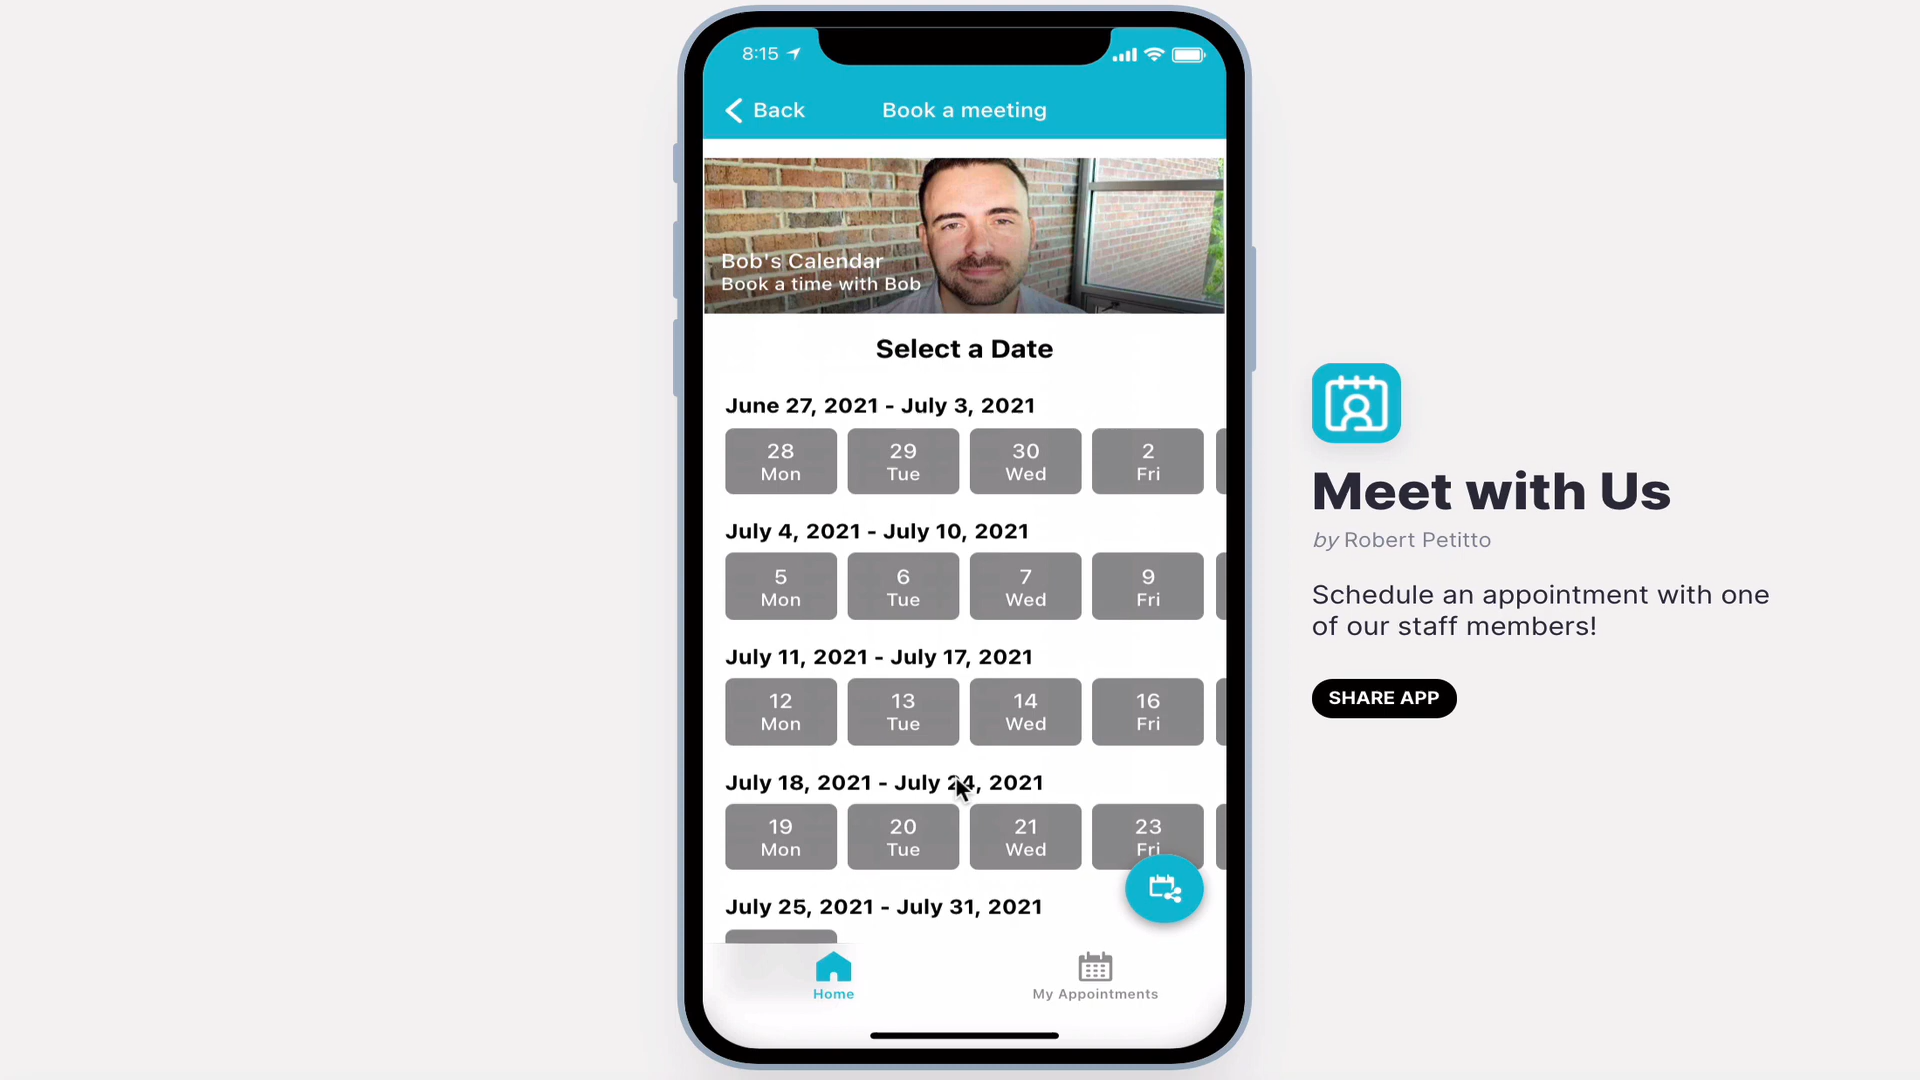 8:15
Back
Book a meeting
Bob's Calendar
Book a time with Bob
Select a Date
June 27, 2021 - July 3, 2021
28 29 30 2
Mon Tue Wed Fri
July 4, 2021 - July 10, 2021
5 6 7 9
Mon Tue Wed Fri
July 11, 2021 - July 17, 2021
12 13 14 16
Mon Tue Wed Fri
July 18, 2021 - July 24, 2021
19 20 21 23
Mon Tue Wed Fri
July 25, 2021 - July 31, 2021
Home
My Appointments
Meet with Us
by Robert Petitto
Schedule an appointment with one
of our staff members!
SHARE APP